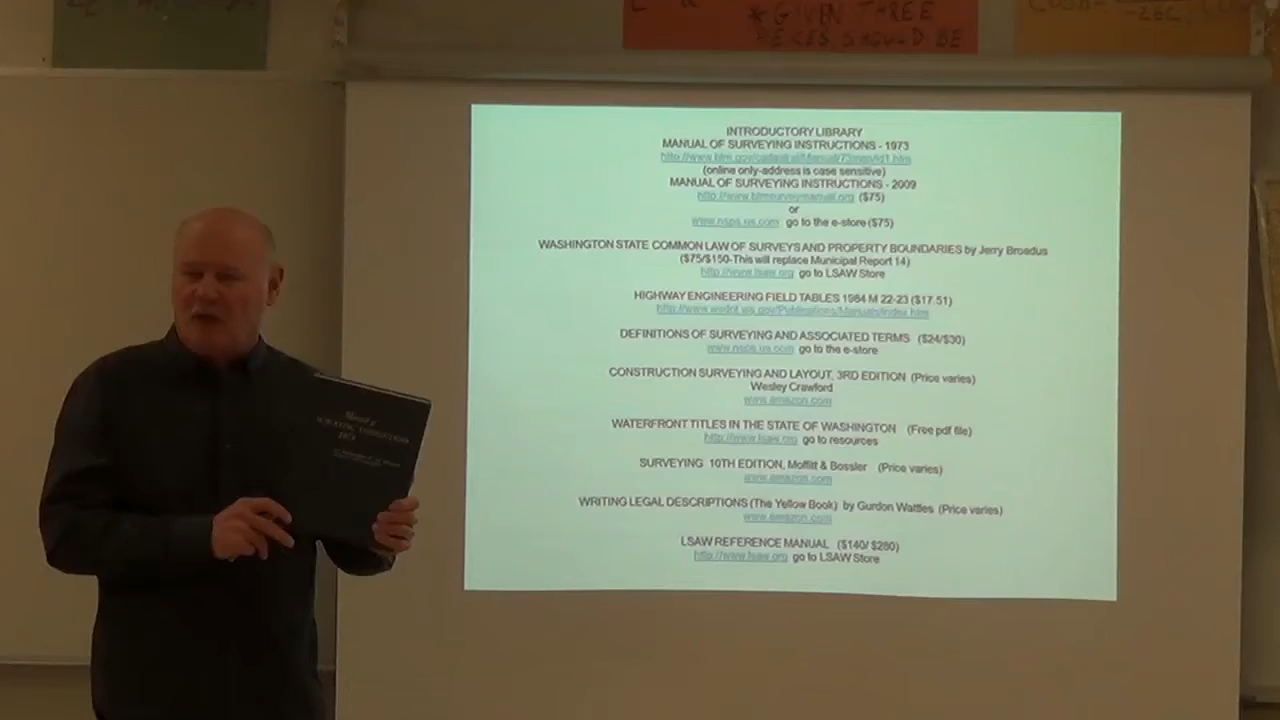 * GIVEN THREE
SHOULD BE
INTRODUCTORY LIBRARY
MANUAL OF SURVEYING INSTRUCTIONS - 1973
(online only-address is case sensitive)
MANUAL OF SURVEYING INSTRUCTIONS - 2009
http://www.blmsurveymanual.org ($75)
or
www.nsps.us.com go to the e-store ($75)
WASHINGTON STATE COMMON LAW OF SURVEYS AND PROPERTY BOUNDARIES by Jerry Broadus
($75/$150-This will replace Municipal Report 14)
http://www.lsaw.org go to LSAW Store
HIGHWAY ENGINEERING FIELD TABLES 1984 M 22-23 ($17.51)
http://www.wsdot.wa.gov/Publications/Manuals/index.htm
DEFINITIONS OF SURVEYING AND ASSOCIATED TERMS ($24/$30)
www.nsps.us.com go to the e-store
CONSTRUCTION SURVEYING AND LAYOUT, 3RD EDITION (Price varies)
Wesley Crawford
www.amazon.com
WATERFRONT TITLES IN THE STATE OF WASHINGTON (Free pdf file)
http://www.lsaw.org go to resources
SURVEYING 10TH EDITION, Moffitt & Bossler (Price varies)
www.amazon.com
WRITING LEGAL DESCRIPTIONS (The Yellow Book) by Gurdon Wattles (Price varies)
www.amazon.com
LSAW REFERENCE MANUAL ($140/ $280)
http://www.lsaw.org go to LSAW Store
Manual of
SURVEYING INSTRUCTIONS
1973